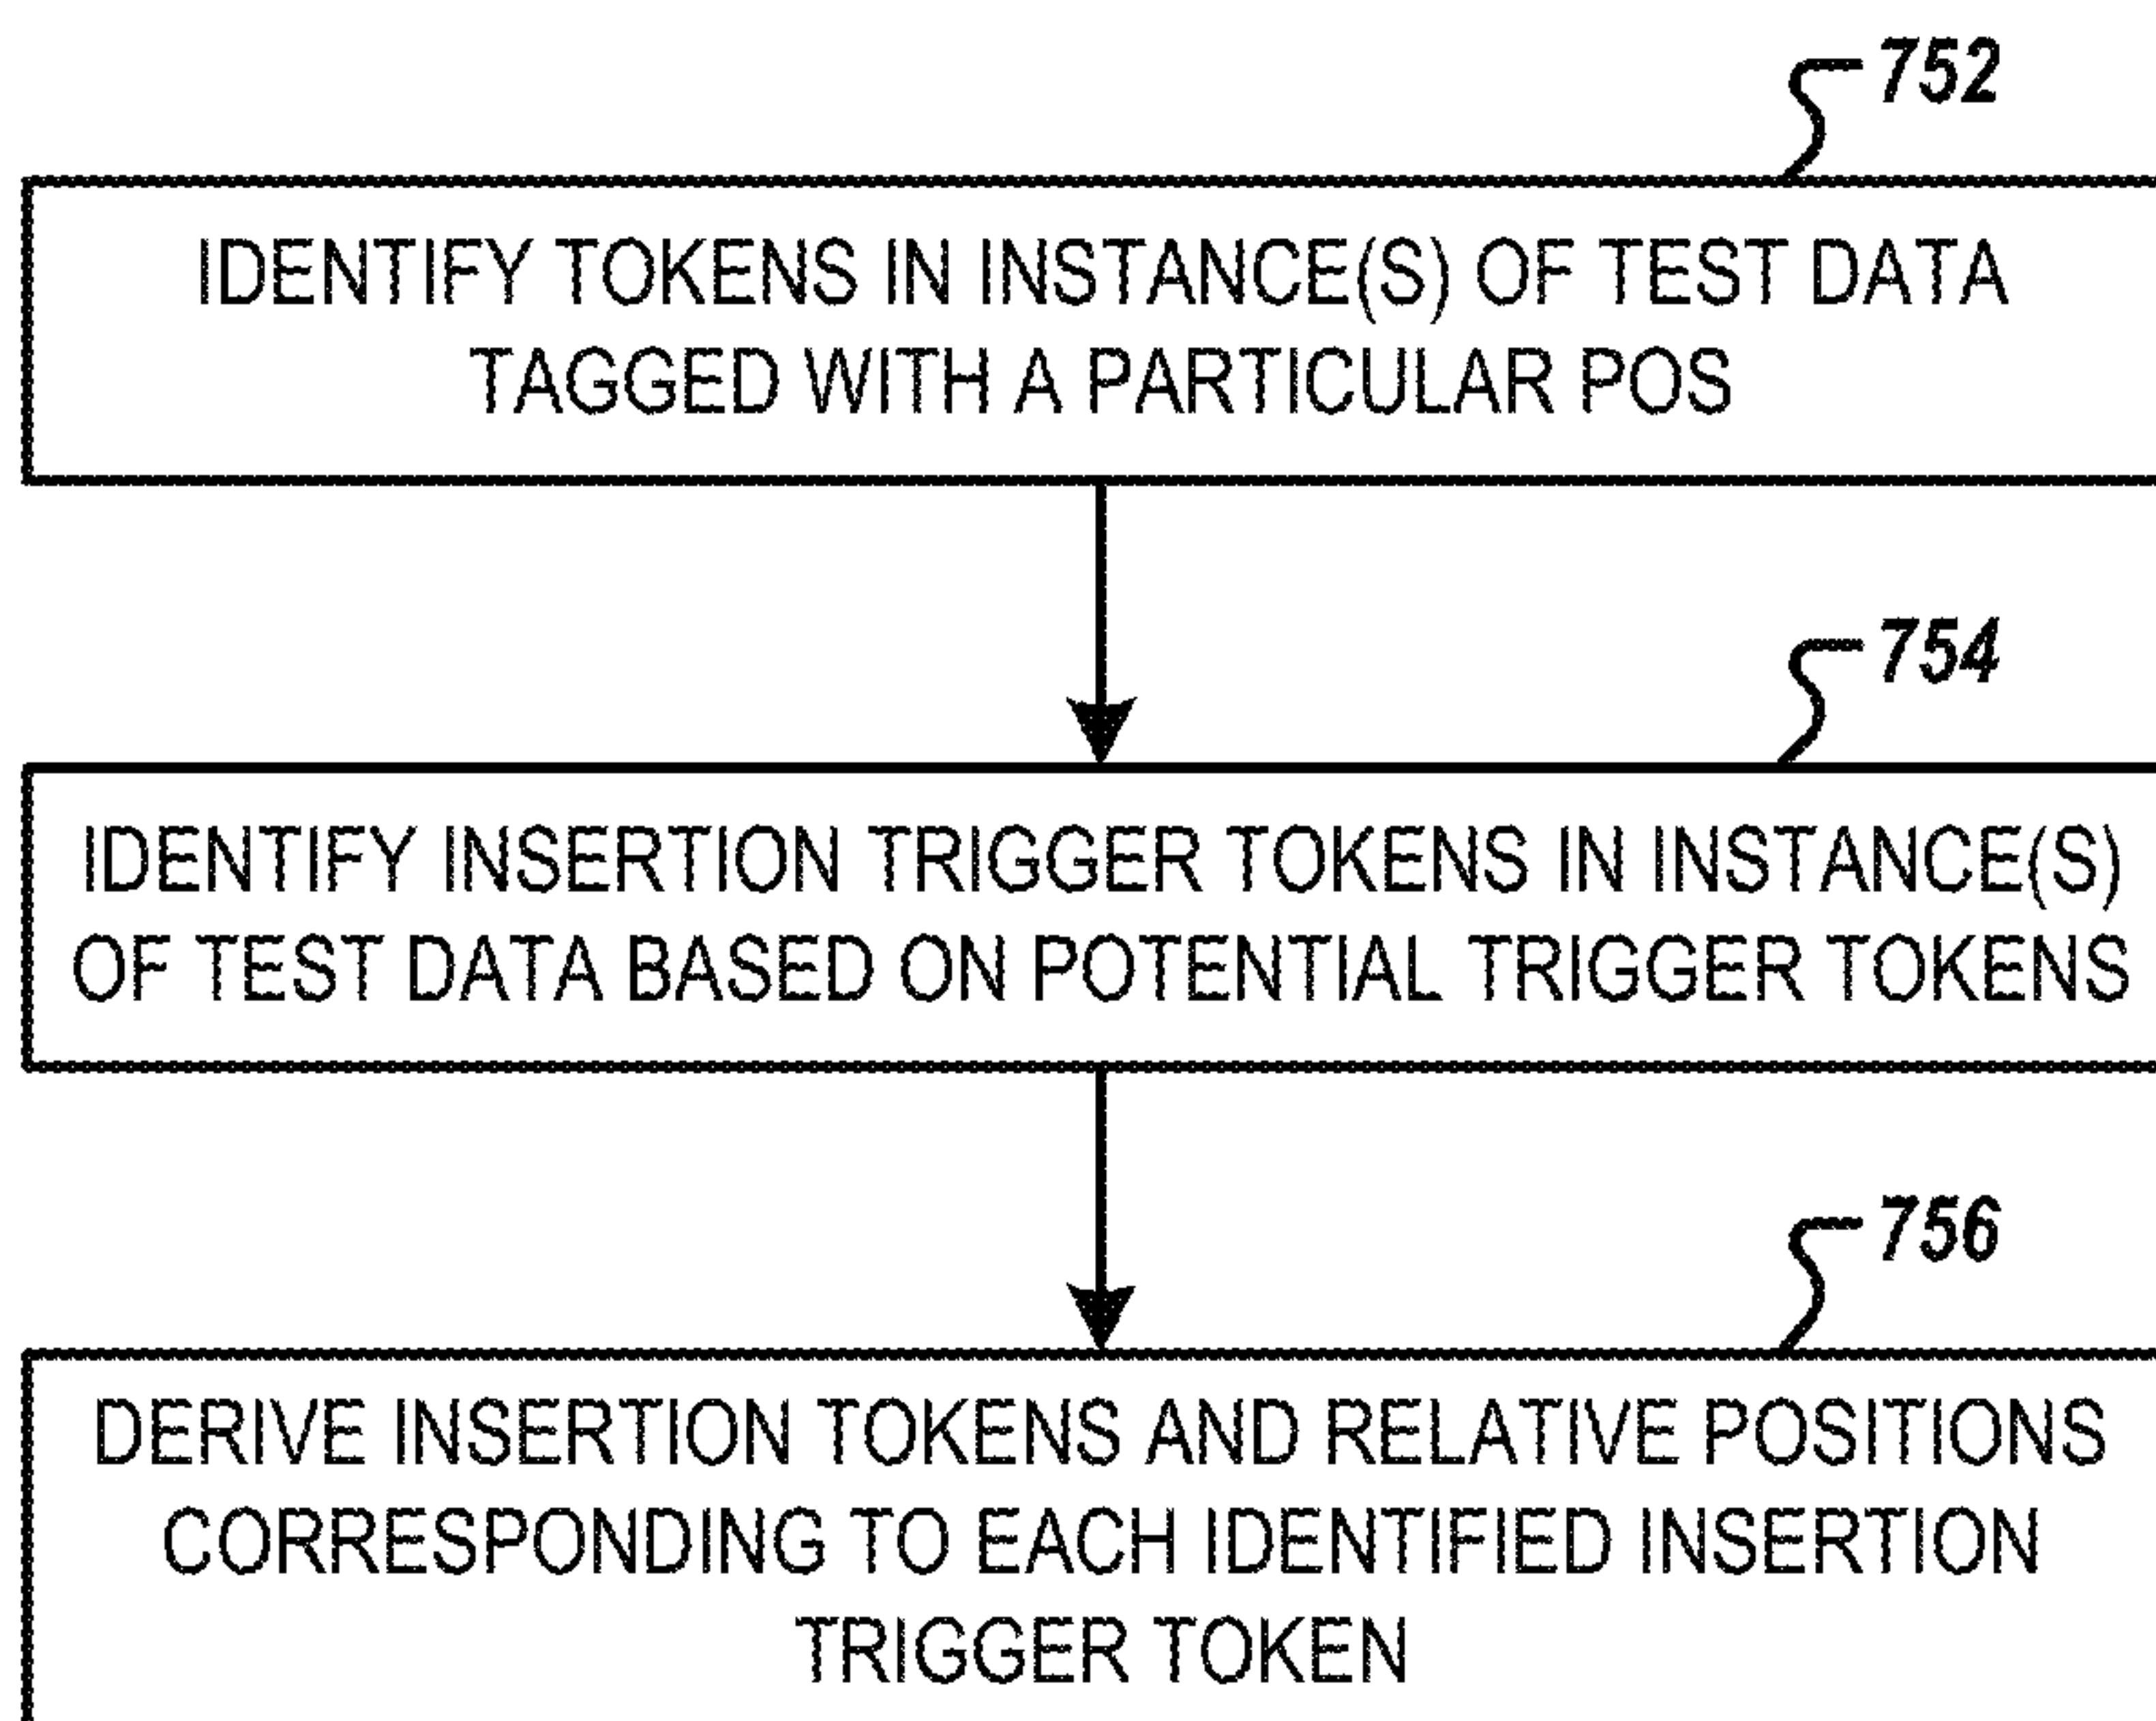 752
IDENTIFY TOKENS IN INSTANCE(S) OF TEST DATA
TAGGED WITH A PARTICULAR POS
754
IDENTIFY INSERTION TRIGGER TOKENS IN INSTANCE(S)
OF TEST DATA BASED ON POTENTIAL TRIGGER TOKENS
756
DERIVE INSERTION TOKENS AND RELATIVE POSITIONS
CORRESPONDING TO EACH IDENTIFIED INSERTION
TRIGGER TOKEN